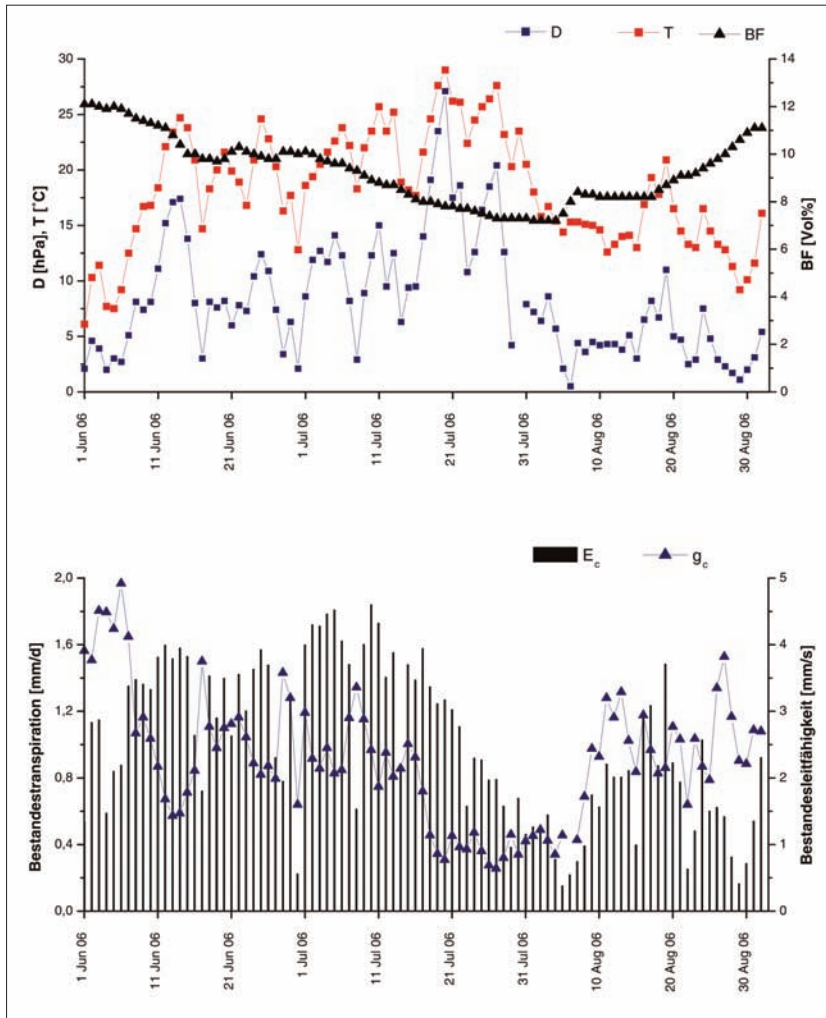 D T BF
30 14
25 12
20 10
15 8
10 6
5 4
0 2
0
D [hPa], T [°C]
BF [Vol%]
1 Jun 06
11 Jun 06
21 Jun 06
1 Jul 06
11 Jul 06
21 Jul 06
31 Jul 06
10 Aug 06
20 Aug 06
30 Aug 06
E_c g_c
2,0 5
1,6 4
1,2 3
0,8 2
0,4 1
0,0 0
Bestandestranspiration [mm/d]
Bestandesleitfähigkeit [mm/s]
1 Jun 06
11 Jun 06
21 Jun 06
1 Jul 06
11 Jul 06
21 Jul 06
31 Jul 06
10 Aug 06
20 Aug 06
30 Aug 06